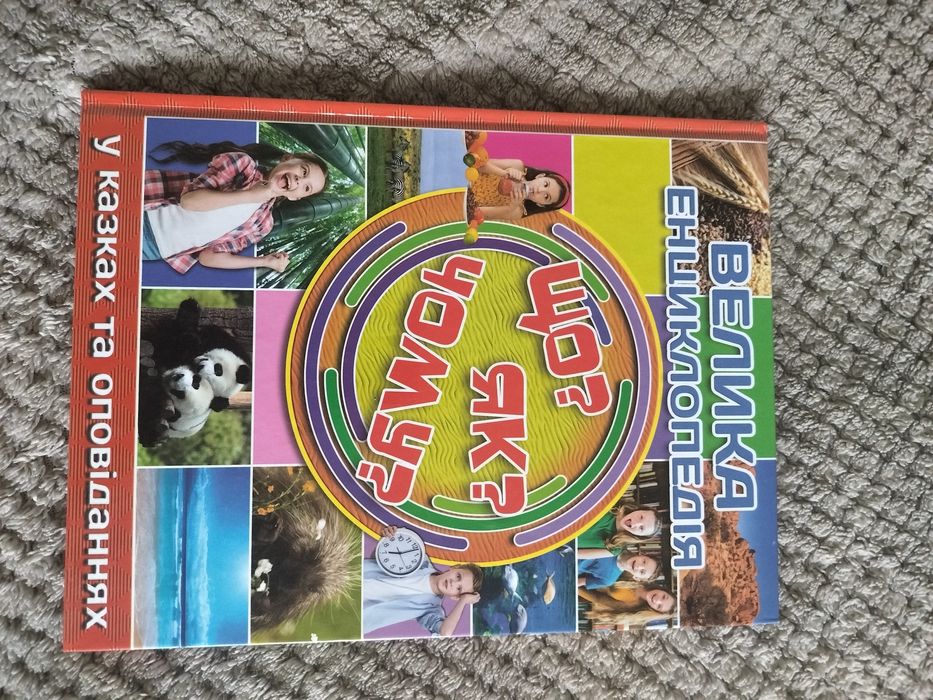 ВЕЛИКА
ЕНЦИКЛОПЕДІЯ
ЩО?
ЯК?
ЧОМУ?
у казках та оповіданнях